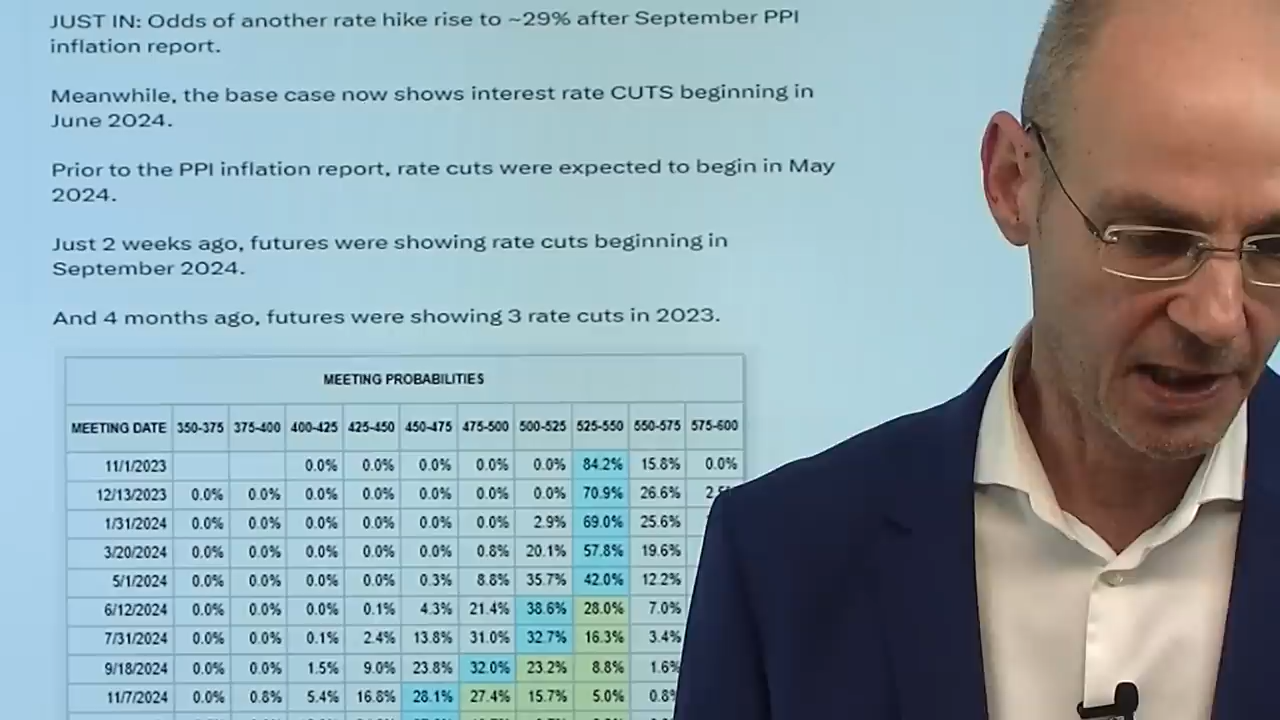 JUST IN: Odds of another rate hike rise to ~29% after September PPI
inflation report.
Meanwhile, the base case now shows interest rate CUTS beginning in
June 2024.
Prior to the PPI inflation report, rate cuts were expected to begin in May
2024.
Just 2 weeks ago, futures were showing rate cuts beginning in
September 2024.
And 4 months ago, futures were showing 3 rate cuts in 2023.
MEETING PROBABILITIES
MEETING DATE 350-375 375-400 400-425 425-450 450-475 475-500 500-525 525-550 550-575 575-600
11/1/2023 0.0% 0.0% 0.0% 0.0% 0.0% 84.2% 15.8% 0.0%
12/13/2023 0.0% 0.0% 0.0% 0.0% 0.0% 0.0% 0.0% 70.9% 26.6%
1/31/2024 0.0% 0.0% 0.0% 0.0% 0.0% 0.0% 2.9% 69.0% 25.6%
3/20/2024 0.0% 0.0% 0.0% 0.0% 0.0% 0.8% 20.1% 57.8% 19.6%
5/1/2024 0.0% 0.0% 0.0% 0.0% 0.3% 8.8% 35.7% 42.0% 12.2%
6/12/2024 0.0% 0.0% 0.0% 0.1% 4.3% 21.4% 38.6% 28.0% 7.0%
7/31/2024 0.0% 0.0% 0.1% 2.4% 13.8% 31.0% 32.7% 16.3% 3.4%
9/18/2024 0.0% 0.0% 1.5% 9.0% 23.8% 32.0% 23.2% 8.8% 1.6%
11/7/2024 0.0% 0.8% 5.4% 16.8% 28.1% 27.4% 15.7% 5.0% 0.8%